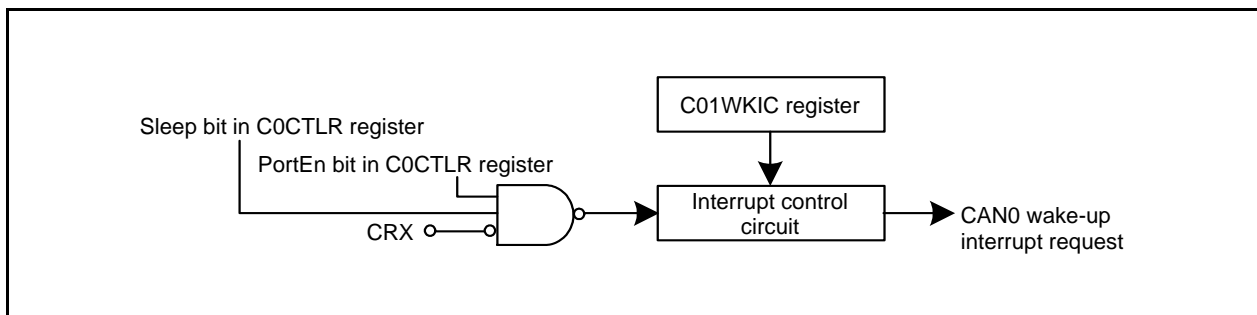 C01WKIC register
Sleep bit in C0CTLR register
PortEn bit in C0CTLR register
Interrupt control
circuit
CRX
CAN0 wake-up
interrupt request